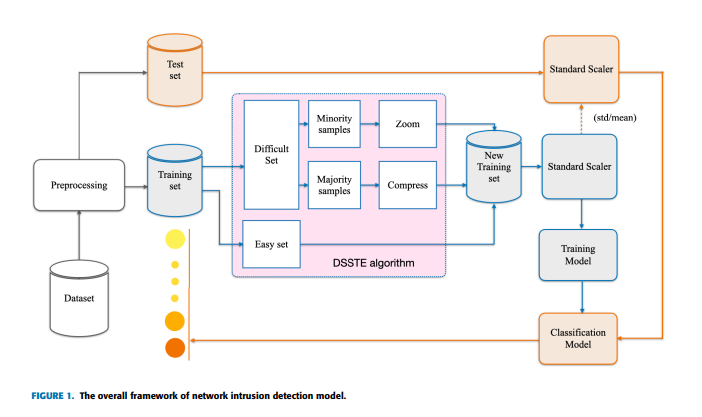 Test
set
Standard Scaler
(std/mean)
Preprocessing
Training
set
Difficult
Set
Minority
samples
Zoom
Majority
samples
Compress
New
Training
set
Standard Scaler
Easy set
DSSTE algorithm
Training
Model
Dataset
Classification
Model
FIGURE 1. The overall framework of network intrusion detection model.